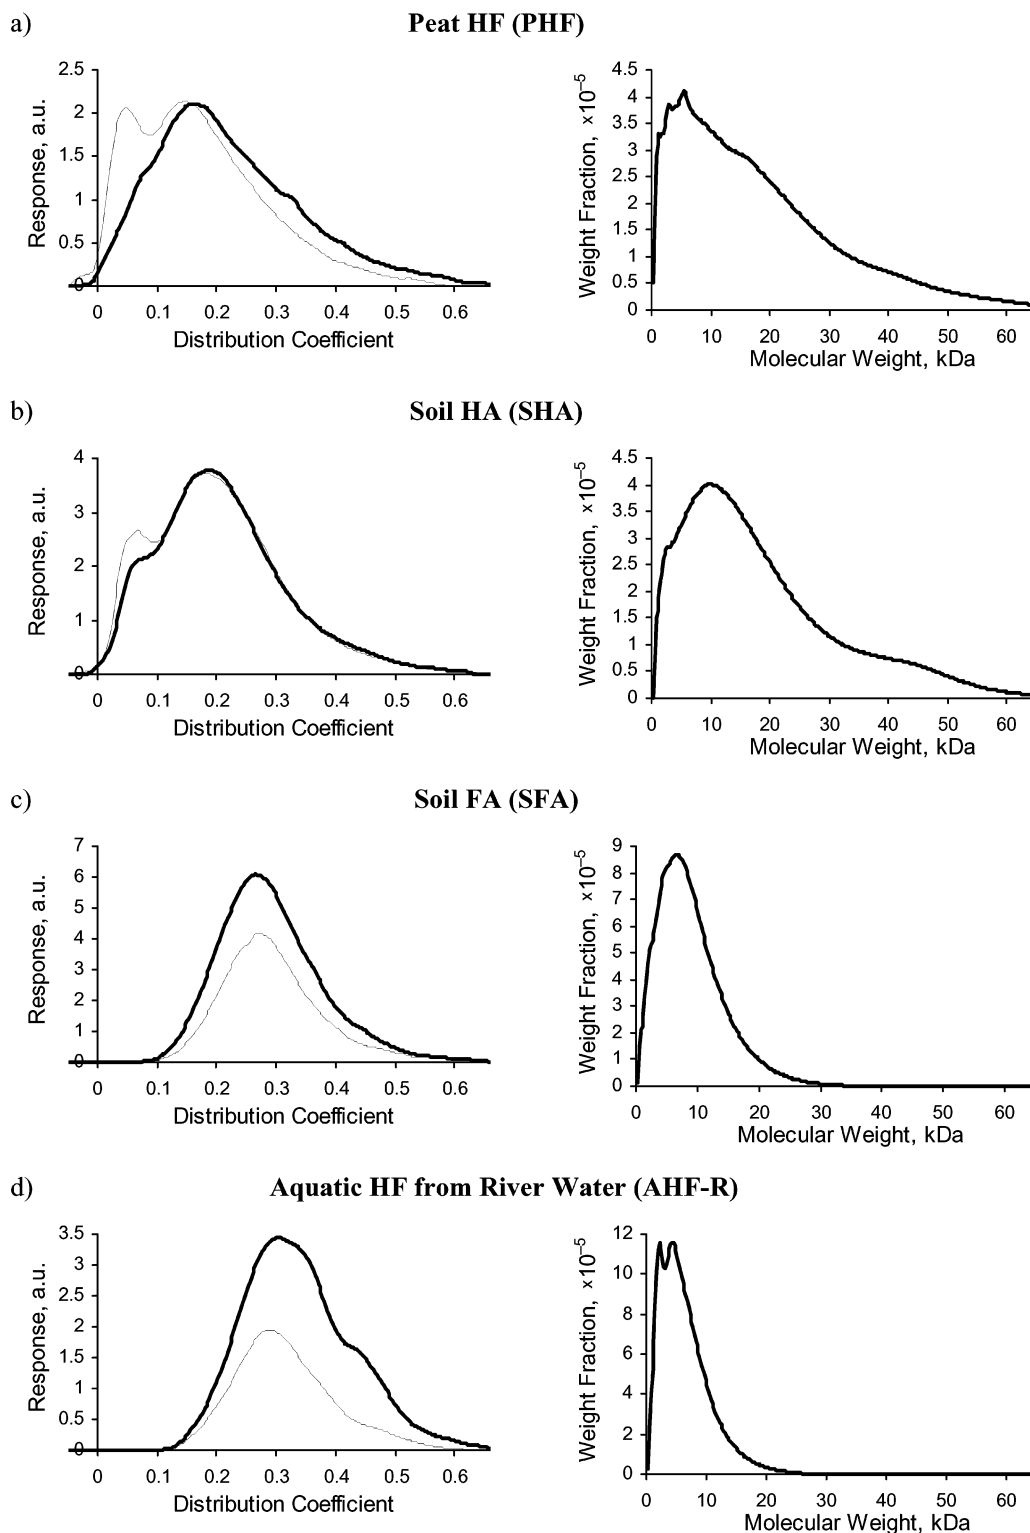 a)
Peat HF (PHF)
Response, a.u.
2.5
2
1.5
1
0.5
0
0 0.1 0.2 0.3 0.4 0.5 0.6
Distribution Coefficient
Weight Fraction, ×10⁻⁵
4.5
4
3.5
3
2.5
2
1.5
1
0.5
0
0 10 20 30 40 50 60
Molecular Weight, kDa
b)
Soil HA (SHA)
Response, a.u.
4
3
2
1
0
0 0.1 0.2 0.3 0.4 0.5 0.6
Distribution Coefficient
Weight Fraction, ×10⁻⁵
4.5
4
3.5
3
2.5
2
1.5
1
0.5
0
0 10 20 30 40 50 60
Molecular Weight, kDa
c)
Soil FA (SFA)
Response, a.u.
7
6
5
4
3
2
1
0
0 0.1 0.2 0.3 0.4 0.5 0.6
Distribution Coefficient
Weight Fraction, ×10⁻⁵
9
8
7
6
5
4
3
2
1
0
0 10 20 30 40 50 60
Molecular Weight, kDa
d)
Aquatic HF from River Water (AHF-R)
Response, a.u.
3.5
3
2.5
2
1.5
1
0.5
0
0 0.1 0.2 0.3 0.4 0.5 0.6
Distribution Coefficient
Weight Fraction, ×10⁻⁵
12
10
8
6
4
2
0
0 10 20 30 40 50 60
Molecular Weight, kDa